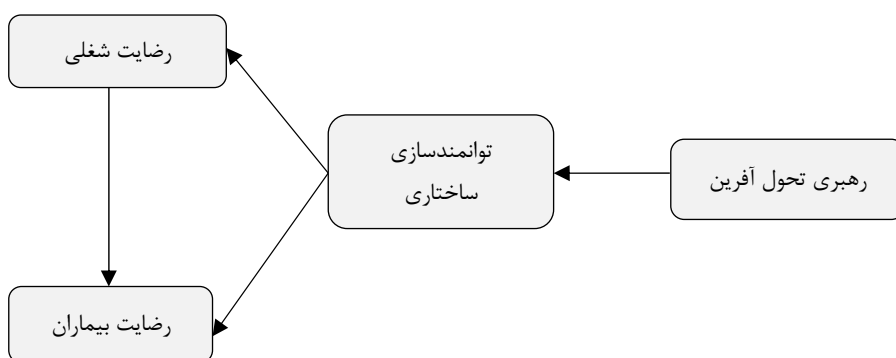 رضایت شغلی
توانمندسازی
ساختاری
رهبری تحول آفرین
رضایت بیماران